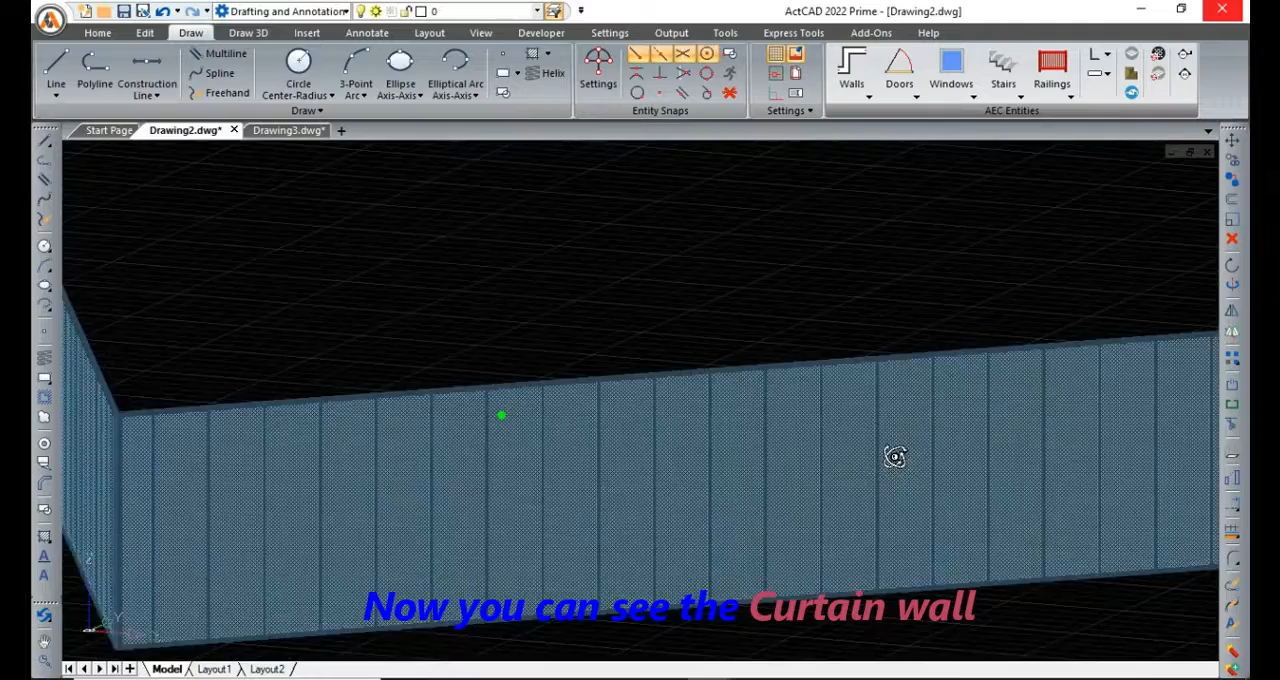 Drafting and Annotation
0
ActCAD 2022 Prime - [Drawing2.dwg]
Home Edit Draw Draw 3D Insert Annotate Layout View Developer Settings Output Tools Express Tools Add-Ons Help
Line
Polyline
Construction
Line
Multiline
Spline
Freehand
Circle
Center-Radius
3-Point
Arc
Ellipse
Axis-Axis
Elliptical Arc
Axis-Axis
Helix
Draw
Settings
Entity Snaps
Settings
Walls
Doors
Windows
Stairs
Railings
AEC Entities
Start Page
Drawing2.dwg*
Drawing3.dwg*
Z
Y
Now you can see the Curtain wall
Model Layout1 Layout2